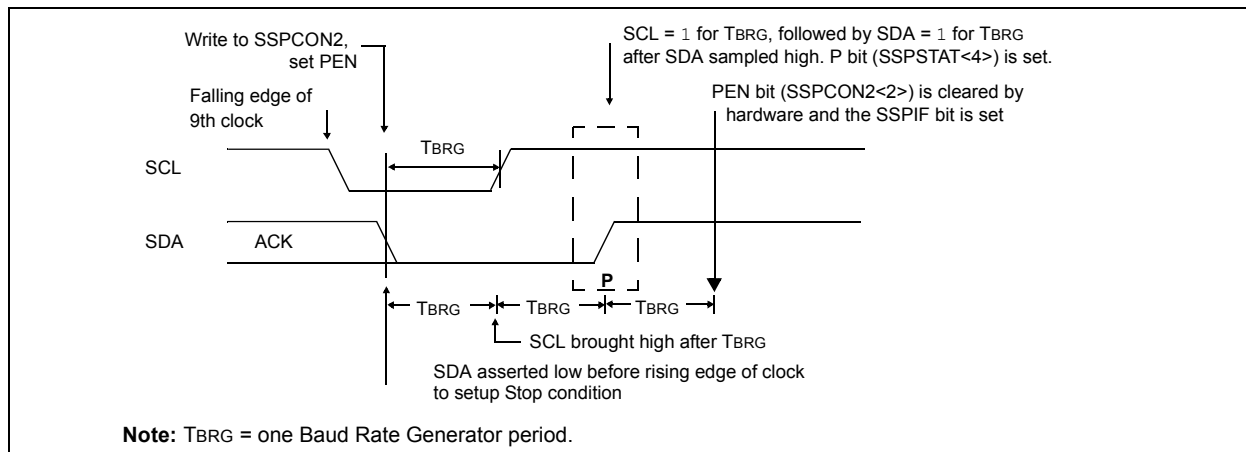 Write to SSPCON2,
set PEN
SCL = 1 for TBRG, followed by SDA = 1 for TBRG
after SDA sampled high. P bit (SSPSTAT<4>) is set.
Falling edge of
9th clock
PEN bit (SSPCON2<2>) is cleared by
hardware and the SSPIF bit is set
TBRG
SCL
SDA
ACK
P
TBRG
TBRG
TBRG
SCL brought high after TBRG
SDA asserted low before rising edge of clock
to setup Stop condition
Note: TBRG = one Baud Rate Generator period.